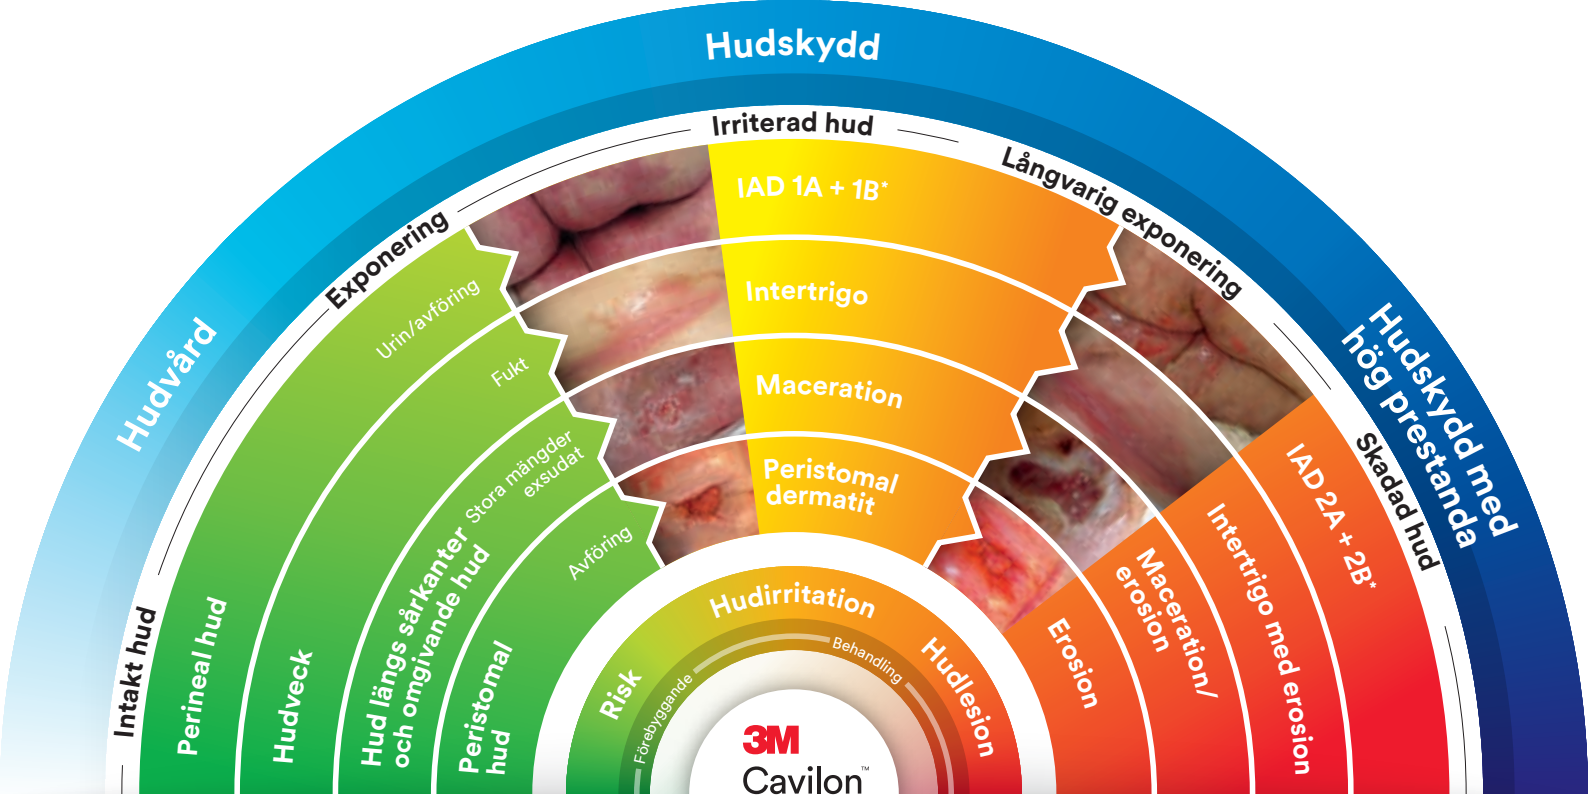 Hudskydd
Hudvård
Hudskydd med
hög prestanda
Intakt hud
Exponering
Irriterad hud
Långvarig exponering
Skadad hud
Perineal hud
Urin/avföring
IAD 1A + 1B*
IAD 2A + 2B*
Hudveck
Fukt
Intertrigo
Intertrigo med erosion
Hud längs sårkanter
och omgivande hud
Stora mängder
exsudat
Maceration
Maceration/
erosion
Peristomal
hud
Avföring
Peristomal
dermatit
Erosion
Risk
Hudirritation
Hudlesion
Förebyggande
Behandling
3M
Cavilon™